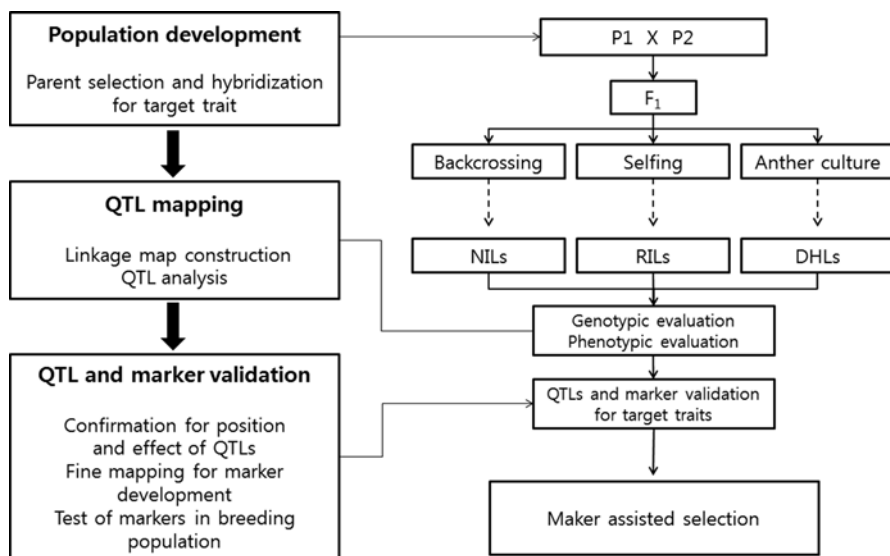 Population development
Parent selection and hybridization
for target trait
QTL mapping
Linkage map construction
QTL analysis
QTL and marker validation
Confirmation for position
and effect of QTLs
Fine mapping for marker
development
Test of markers in breeding
population
P1 X P2
F₁
Backcrossing
Selfing
Anther culture
NILs
RILs
DHLs
Genotypic evaluation
Phenotypic evaluation
QTLs and marker validation
for target traits
Maker assisted selection